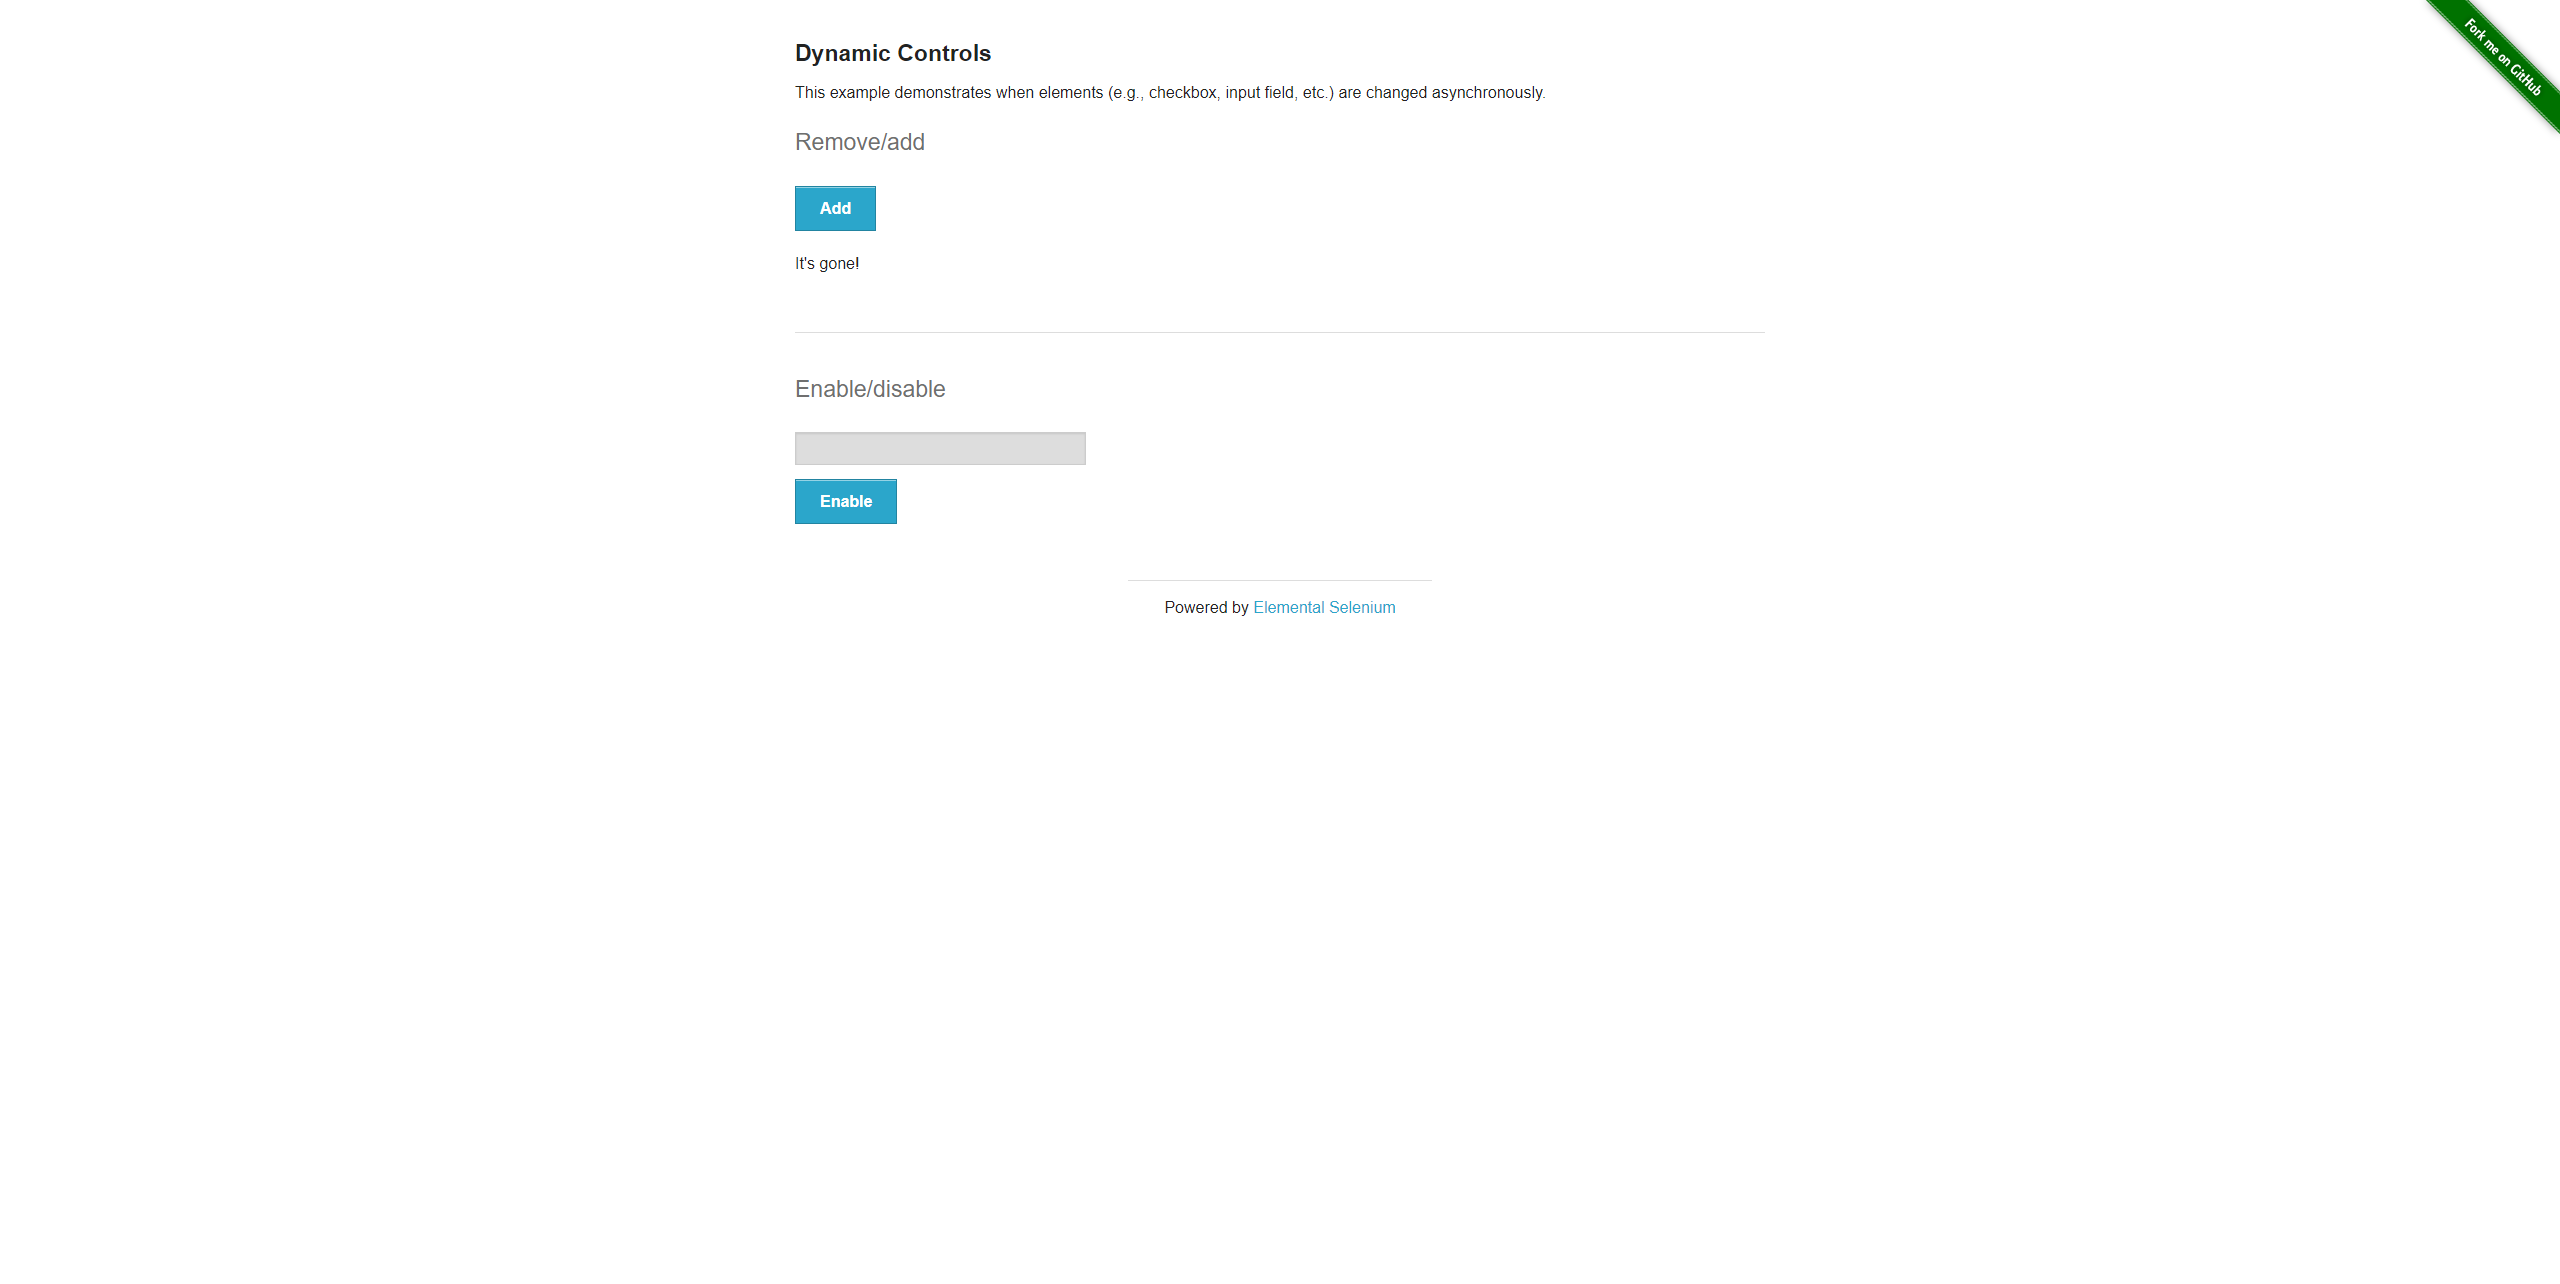 Fork me on GitHub
Dynamic Controls
This example demonstrates when elements (e.g., checkbox, input field, etc.) are changed asynchronously.
Remove/add
Add
It's gone!
Enable/disable
Enable
Powered by Elemental Selenium